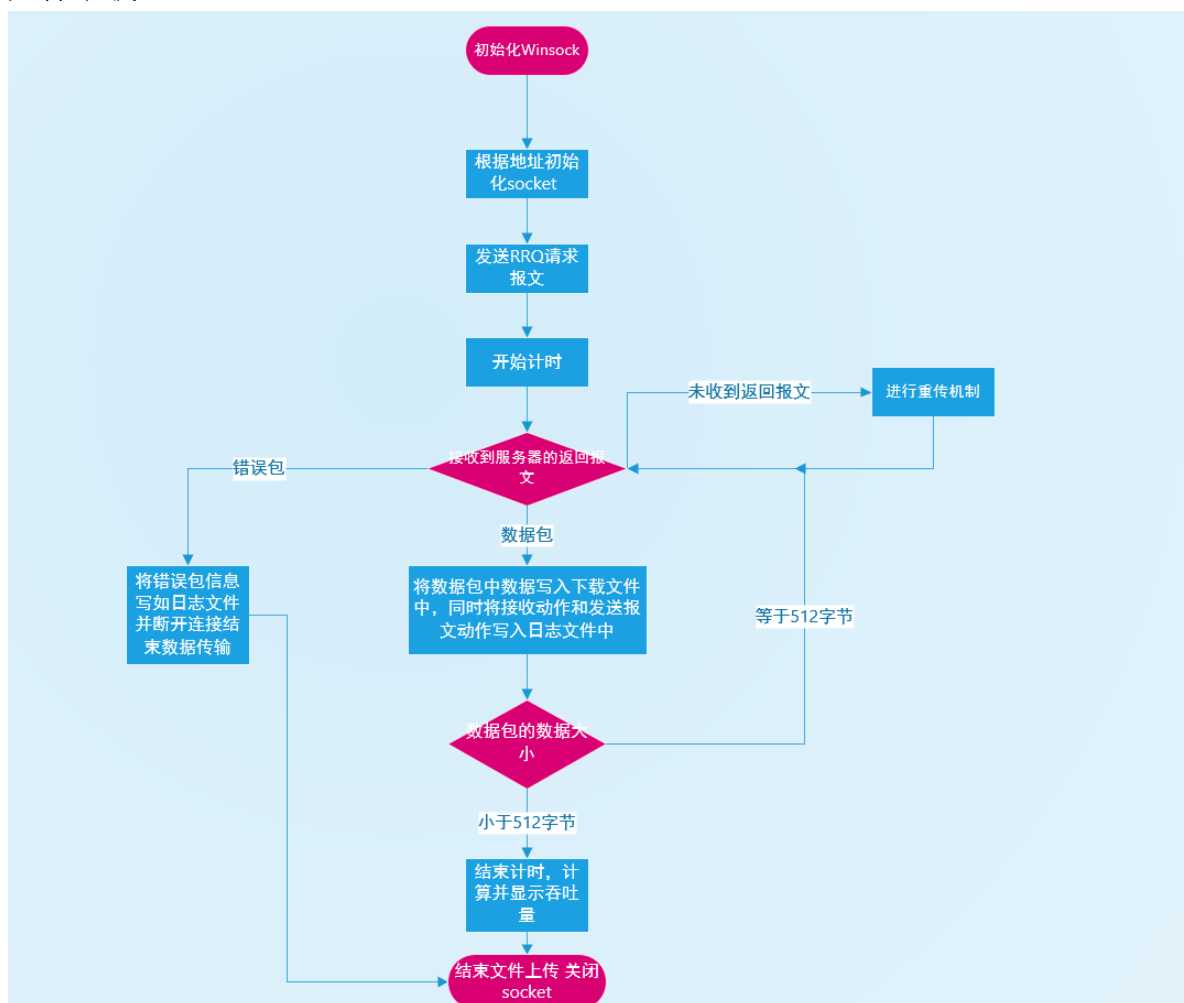 初始化Winsock
根据地址初始
化socket
发送RRQ请求
报文
开始计时
未收到返回报文
进行重传机制
接收到服务器的返回报
文
错误包
数据包
将错误包信息
写如日志文件
并断开连接结
束数据传输
将数据包中数据写入下载文件
中，同时将接收动作和发送报
文动作写入日志文件中
等于512字节
数据包的数据大
小
小于512字节
结束计时，计
算并显示吞吐
量
结束文件上传 关闭
socket